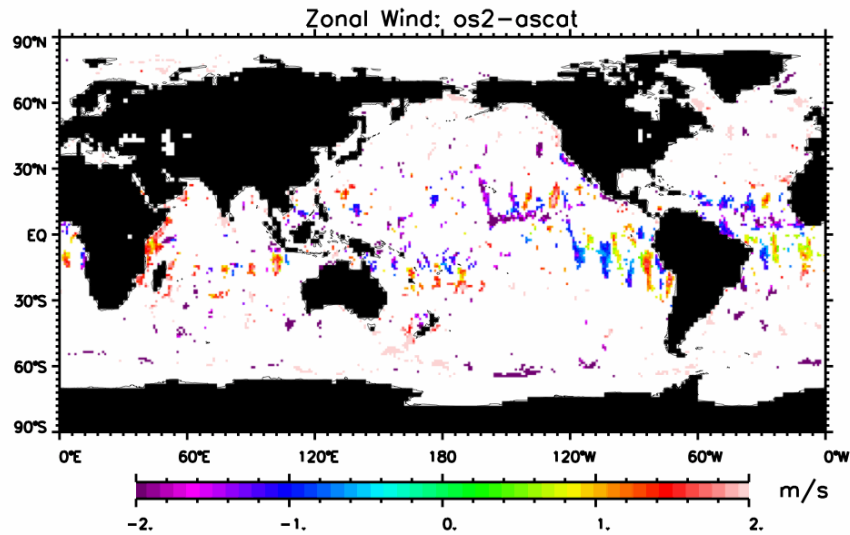 Zonal Wind: os2-ascat
90°N
60°N
30°N
EQ
30°S
60°S
90°S
0°E 60°E 120°E 180 120°W 60°W 0°W
-2. -1. 0. 1. 2. m/s